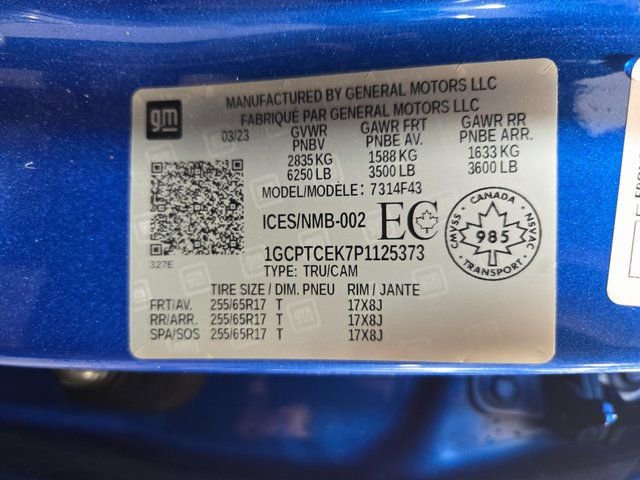 gm
MANUFACTURED BY GENERAL MOTORS LLC
FABRIQUÉ PAR GENERAL MOTORS LLC
03/23 GVWR GAWR FRT GAWR RR
PNBV PNBE AV. PNBE ARR.
2835 KG 1588 KG 1633 KG
6250 LB 3500 LB 3600 LB
MODEL/MODÈLE: 7314F43
ICES/NMB-002 EC
CANADA
CMVSS 985 NSVAC
TRANSPORT
1GCPTCEK7P1125373
327E TYPE: TRU/CAM
TIRE SIZE / DIM. PNEU RIM / JANTE
FRT/AV. 255/65R17 T 17X8J
RR/ARR. 255/65R17 T 17X8J
SPA/SOS 255/65R17 T 17X8J